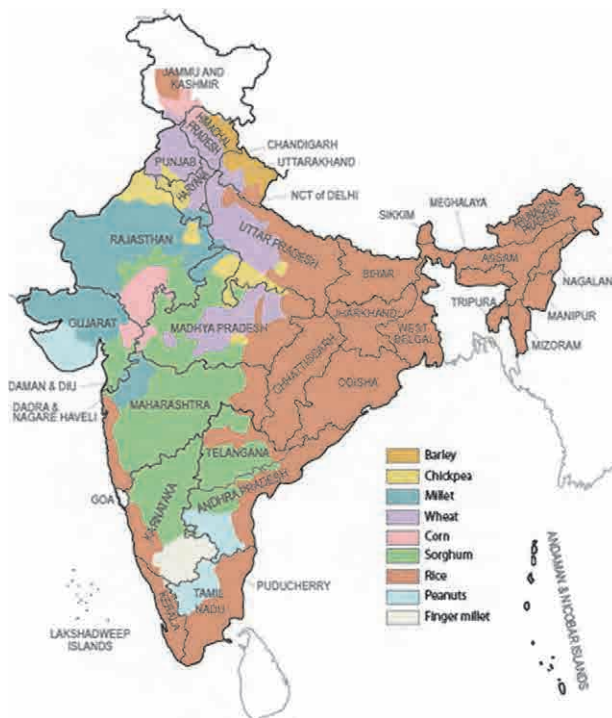 JAMMU AND
KASHMIR
HIMACHAL
PRADESH
CHANDIGARH
PUNJAB
UTTARAKHAND
HARYANA
NCT of DELHI
MEGHALAYA
SIKKIM
ARUNACHAL
PRADESH
RAJASTHAN
UTTAR PRADESH
ASSAM
BIHAR
NAGALAN
TRIPURA
MANIPUR
GUJARAT
MADHYA PRADESH
JHARKHAND
WEST
BENGAL
MIZORAM
CHHATTISGARH
DAMAN & DIU
ODISHA
DADRA &
NAGARE HAVELI
MAHARASHTRA
TELANGANA
GOA
KARNATAKA
ANDHRA PRADESH
Barley
Chickpea
Millet
Wheat
Corn
Sorghum
Rice
Peanuts
Finger millet
PUDUCHERRY
TAMIL
NADU
KERALA
LAKSHADWEEP
ISLANDS
ANDAMAN & NICOBAR ISLANDS